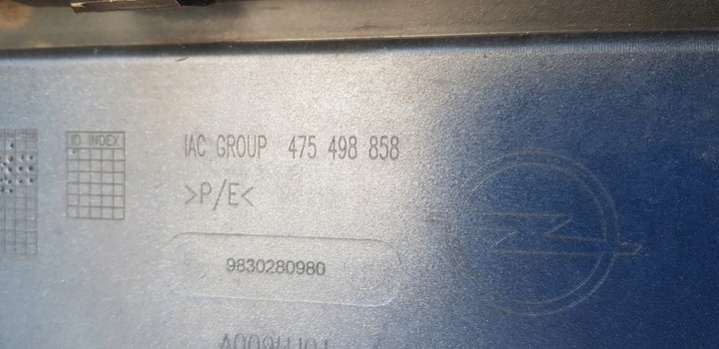 ID INDEX
IAC GROUP 475 498 858
>P/E<
9830280980